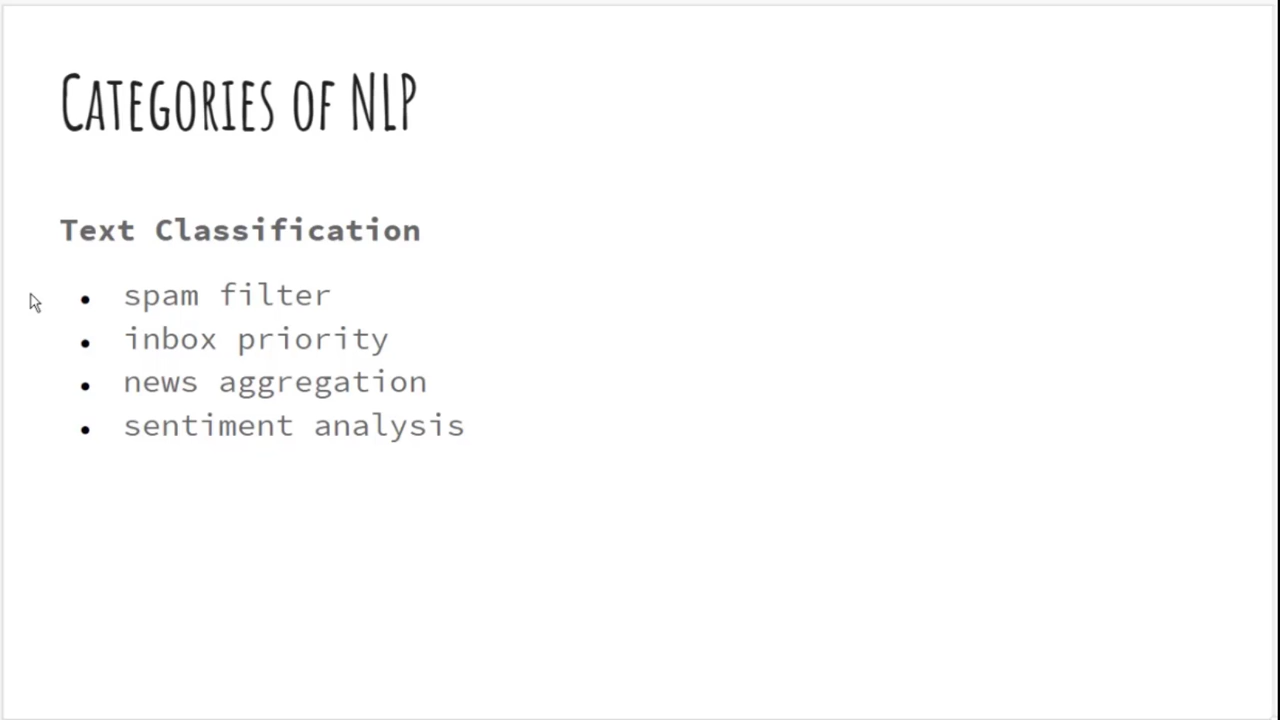 Categories of NLP
Text Classification
• spam filter
• inbox priority
• news aggregation
• sentiment analysis